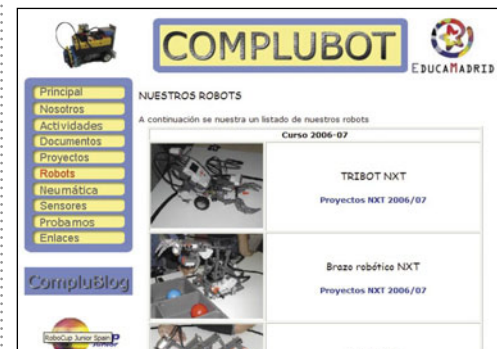 COMPLUBOT
EDUCAMADRID
Principal
Nosotros
Actividades
Documentos
Proyectos
Robots
Neumática
Sensores
Probamos
Enlaces
CompluBlog
RoboCup Junior Spain
NUESTROS ROBOTS
A continuación se nuestra un listado de nuestros robots
Curso 2006-07
TRIBOT NXT
Proyectos NXT 2006/07
Brazo robótico NXT
Proyectos NXT 2006/07